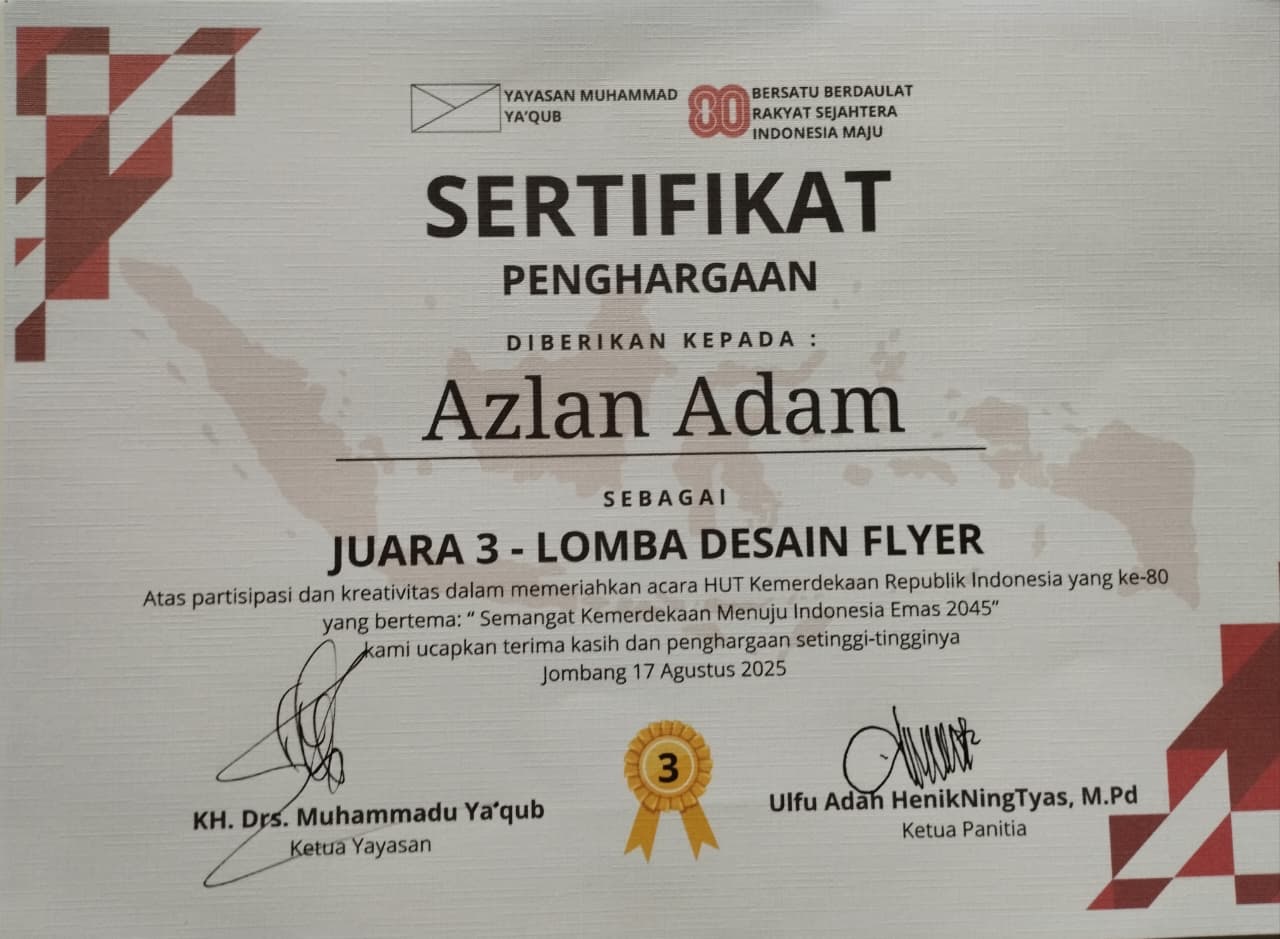 YAYASAN MUHAMMAD
YA'QUB
80
BERSATU BERDAULAT
RAKYAT SEJAHTERA
INDONESIA MAJU
SERTIFIKAT
PENGHARGAAN
DIBERIKAN KEPADA :
Azlan Adam
SEBAGAI
JUARA 3 - LOMBA DESAIN FLYER
Atas partisipasi dan kreativitas dalam memeriahkan acara HUT Kemerdekaan Republik Indonesia yang ke-80
yang bertema: “ Semangat Kemerdekaan Menuju Indonesia Emas 2045”
kami ucapkan terima kasih dan penghargaan setinggi-tingginya
Jombang 17 Agustus 2025
3
KH. Drs. Muhammadu Ya‘qub
Ketua Yayasan
Ulfu Adah HenikNingTyas, M.Pd
Ketua Panitia